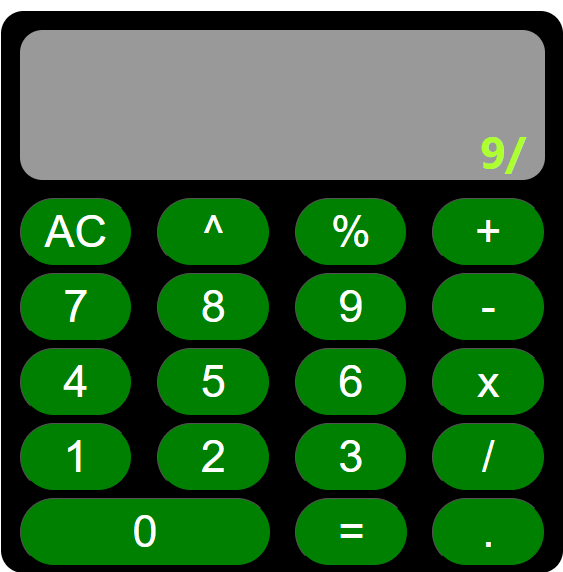 9/
AC ^ % +
7 8 9 -
4 5 6 x
1 2 3 /
0 = .